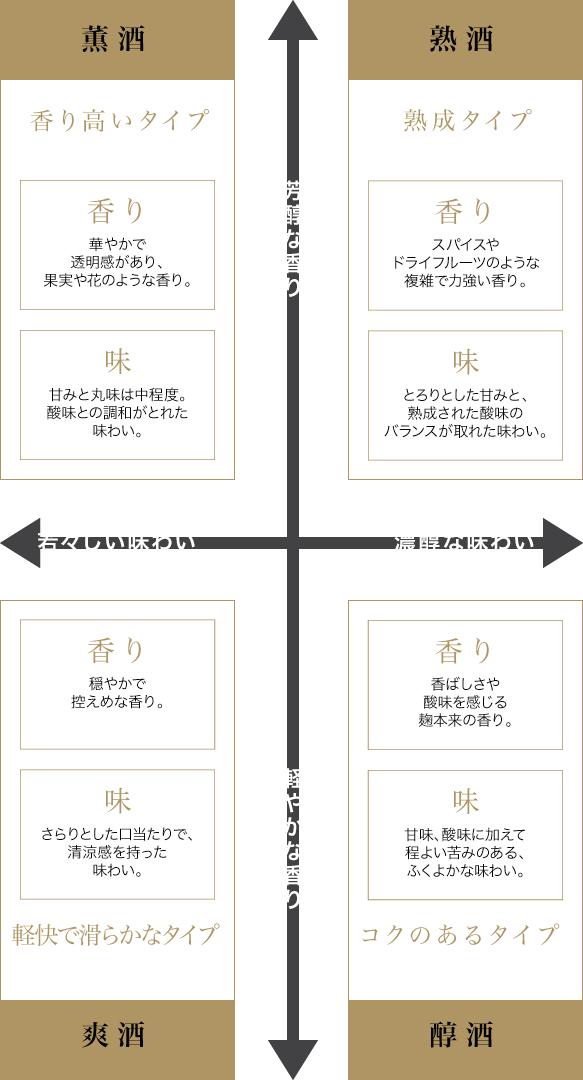 薫酒
香り高いタイプ
香り
華やかで
透明感があり、
果実や花のような香り。
味
甘みと丸味は中程度。
酸味との調和がとれた
味わい。
熟酒
熟成タイプ
香り
スパイスや
ドライフルーツのような
複雑で力強い香り。
味
とろりとした甘みと、
熟成された酸味の
バランスが取れた味わい。
芳醇な香り
若々しい味わい
濃醇な味わい
軽やかな香り
香り
穏やかで
控えめな香り。
味
さらりとした口当たりで、
清涼感を持った
味わい。
軽快で滑らかなタイプ
爽酒
香り
香ばしさや
酸味を感じる
麹本来の香り。
味
甘味、酸味に加えて
程よい苦みのある、
ふくよかな味わい。
コクのあるタイプ
醇酒